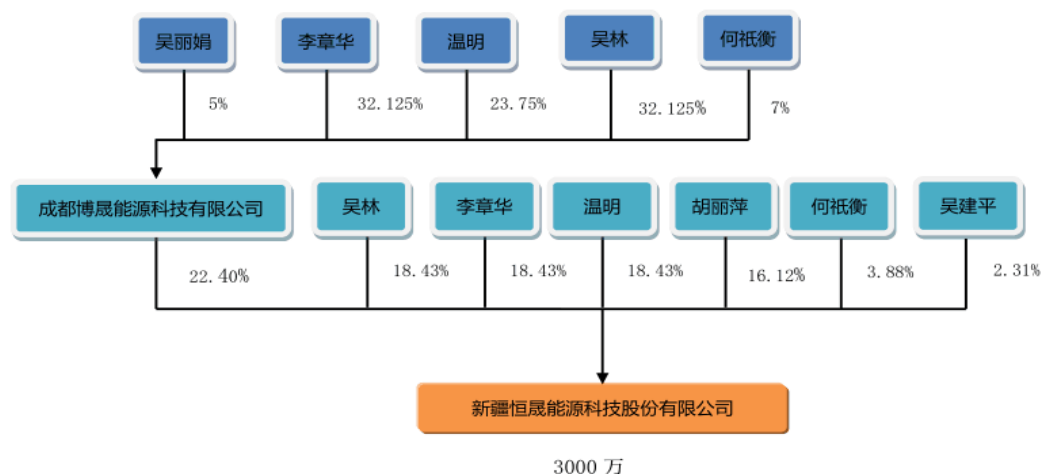 吴丽娟 李章华 温明 吴林 何祇衡
5% 32.125% 23.75% 32.125% 7%
成都博晟能源科技有限公司 吴林 李章华 温明 胡丽萍 何祇衡 吴建平
22.40% 18.43% 18.43% 18.43% 16.12% 3.88% 2.31%
新疆恒晟能源科技股份有限公司
3000 万